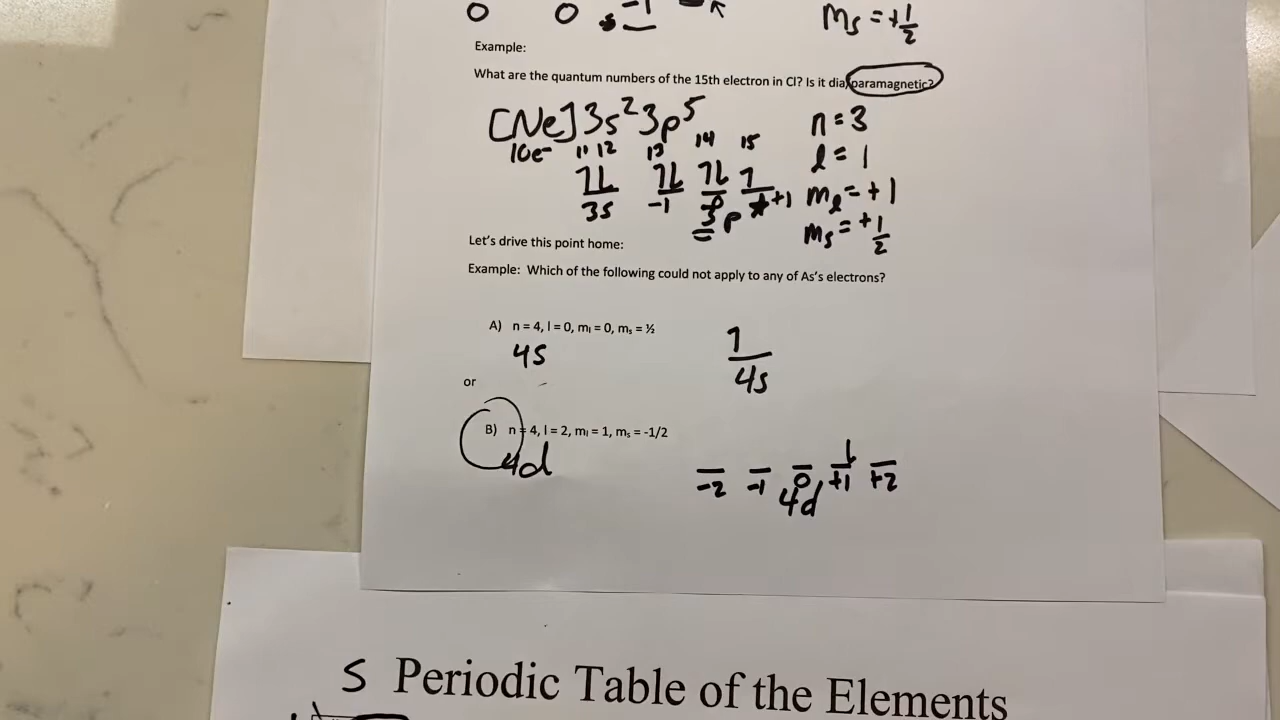 0 0 -1
ms = +1/2
Example:
What are the quantum numbers of the 15th electron in Cl? Is it dia/paramagnetic?
[Ne]3s²3p⁵ n = 3
10e⁻ 11 12 13 14 15 l = 1
3s -1 0 +1 ml = +1
3p ms = +1/2
Let's drive this point home:
Example: Which of the following could not apply to any of As's electrons?
A) n = 4, l = 0, ml = 0, ms = ½
4s 4s
or
B) n = 4, l = 2, ml = 1, ms = -1/2
4d -2 -1 0 +1 +2
4d
S Periodic Table of the Elements